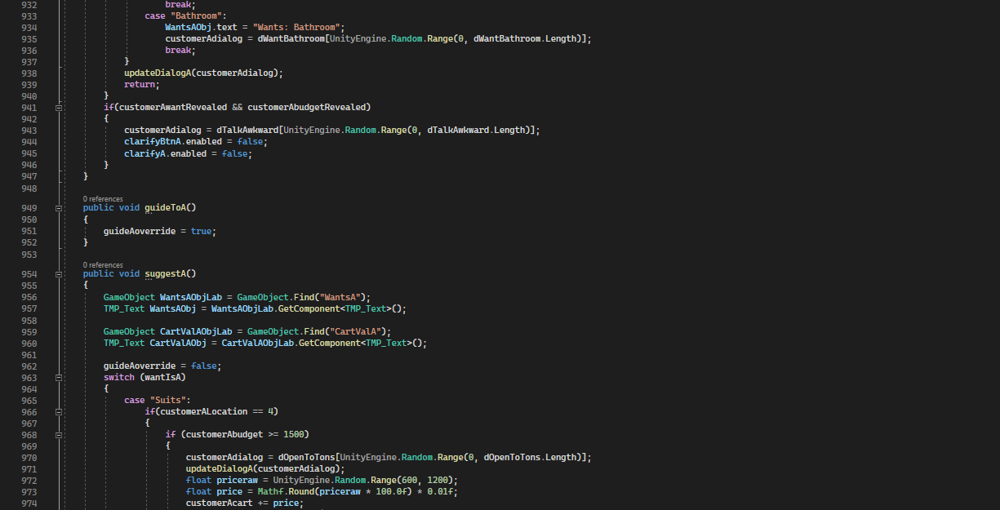 932 break;
933 case "Bathroom":
934 WantsAObj.text = "Wants: Bathroom";
935 customerAdialog = dWantBathroom[UnityEngine.Random.Range(0, dWantBathroom.Length)];
936 break;
937 }
938 updateDialogA(customerAdialog);
939 return;
940 }
941 if(customerAwantRevealed && customerAbudgetRevealed)
942 {
943 customerAdialog = dTalkAwkward[UnityEngine.Random.Range(0, dTalkAwkward.Length)];
944 clarifyBtnA.enabled = false;
945 clarifyA.enabled = false;
946 }
947 }
948
0 references
949 public void guideToA()
950 {
951 guideAoverride = true;
952 }
953
0 references
954 public void suggestA()
955 {
956 GameObject WantsAObjLab = GameObject.Find("WantsA");
957 TMP_Text WantsAObj = WantsAObjLab.GetComponent<TMP_Text>();
958
959 GameObject CartValAObjLab = GameObject.Find("CartValA");
960 TMP_Text CartValAObj = CartValAObjLab.GetComponent<TMP_Text>();
961
962 guideAoverride = false;
963 switch (wantIsA)
964 {
965 case "Suits":
966 if(customerALocation == 4)
967 {
968 if (customerAbudget >= 1500)
969 {
970 customerAdialog = dOpenToTons[UnityEngine.Random.Range(0, dOpenToTons.Length)];
971 updateDialogA(customerAdialog);
972 float priceraw = UnityEngine.Random.Range(600, 1200);
973 float price = Mathf.Round(priceraw * 100.0f) * 0.01f;
974 customerAcart += price;